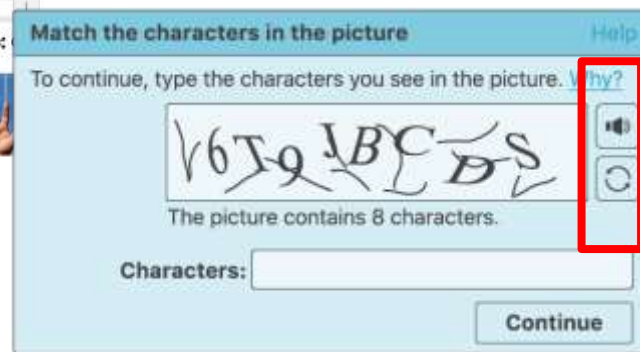 Match the characters in the picture
Help
To continue, type the characters you see in the picture. Why?
The picture contains 8 characters.
Characters:
Continue